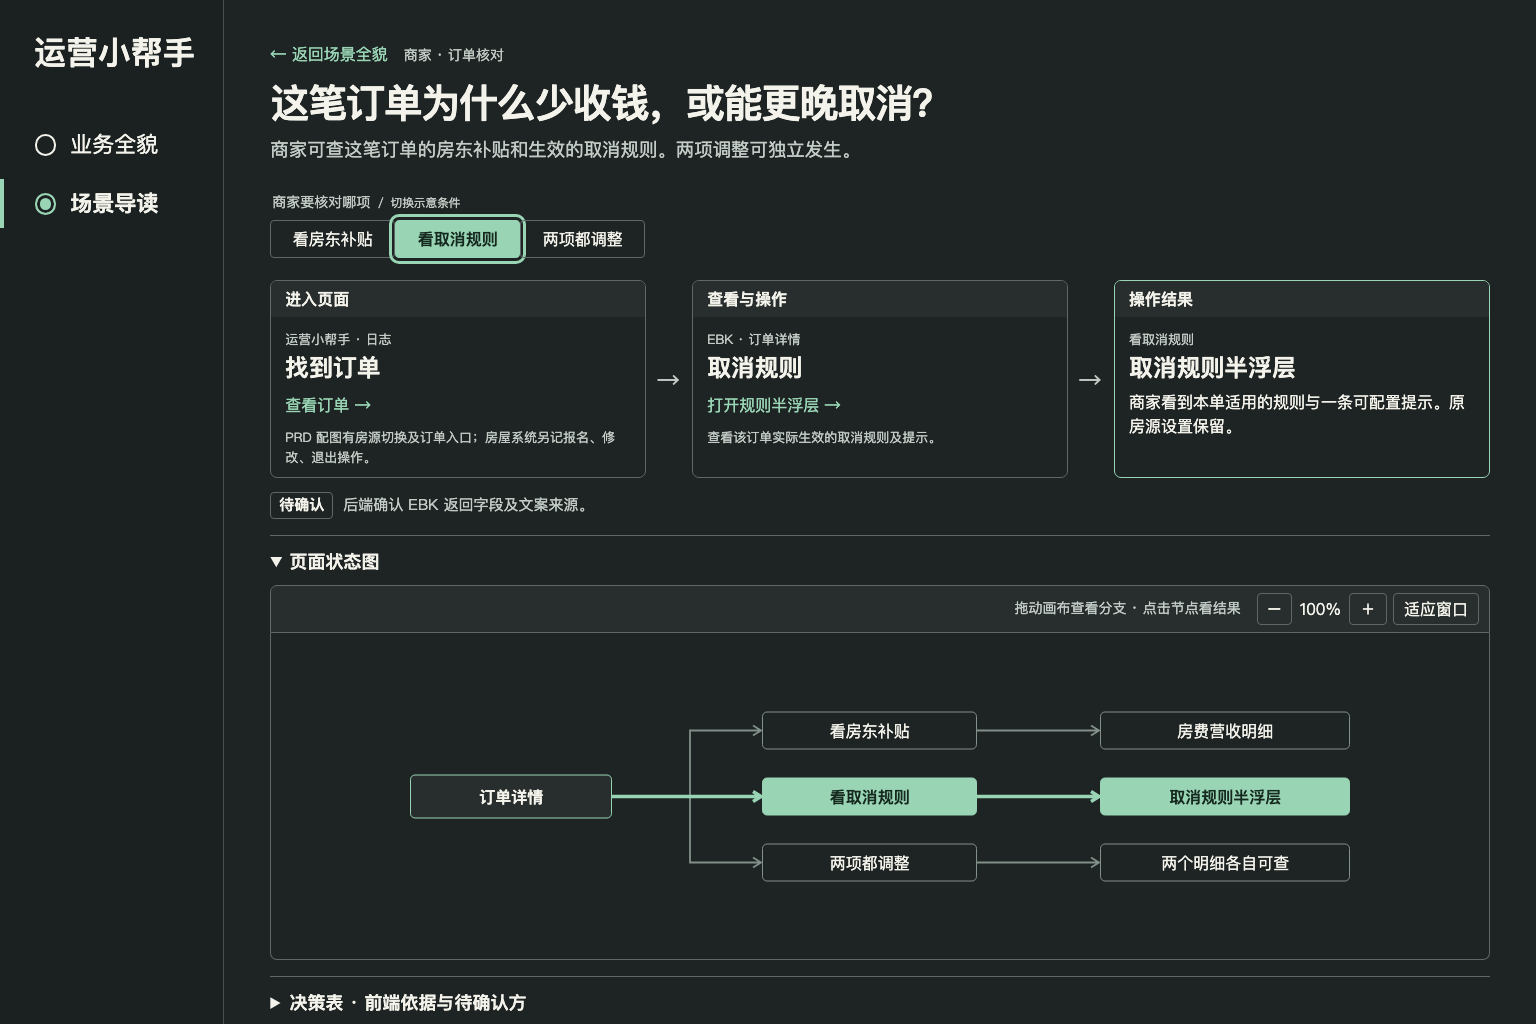 运营小帮手
业务全貌
场景导读
← 返回场景全貌 商家 · 订单核对
这笔订单为什么少收钱，或能更晚取消？
商家可查这笔订单的房东补贴和生效的取消规则。两项调整可独立发生。
商家要核对哪项 / 切换示意条件
看房东补贴 看取消规则 两项都调整
进入页面
运营小帮手 · 日志
找到订单
查看订单 →
PRD 配图有房源切换及订单入口；房屋系统另记报名、修
改、退出操作。
→
查看与操作
EBK · 订单详情
取消规则
打开规则半浮层 →
查看该订单实际生效的取消规则及提示。
→
操作结果
看取消规则
取消规则半浮层
商家看到本单适用的规则与一条可配置提示。原
房源设置保留。
待确认 后端确认 EBK 返回字段及文案来源。
▼ 页面状态图
拖动画布查看分支 · 点击节点看结果 − 100% + 适应窗口
看房东补贴 房费营收明细
订单详情 看取消规则 取消规则半浮层
两项都调整 两个明细各自可查
▶ 决策表 · 前端依据与待确认方